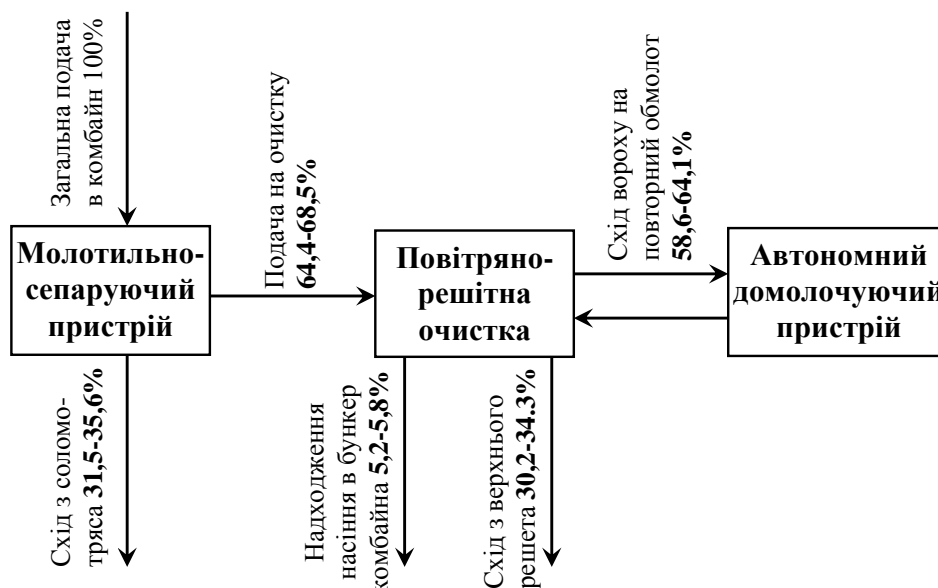 Загальна подача
в комбайн 100%
Молотильно-
сепаруючий
пристрій
Подача на очистку
64,4-68,5%
Повітряно-
решітна
очистка
Схід вороху на
повторний обмолот
58,6-64,1%
Автономний
домолочуючий
пристрій
Схід з соломо-
тряса 31,5-35,6%
Надходження
насіння в бункер
комбайна 5,2-5,8%
Схід з верхнього
решета 30,2-34.3%